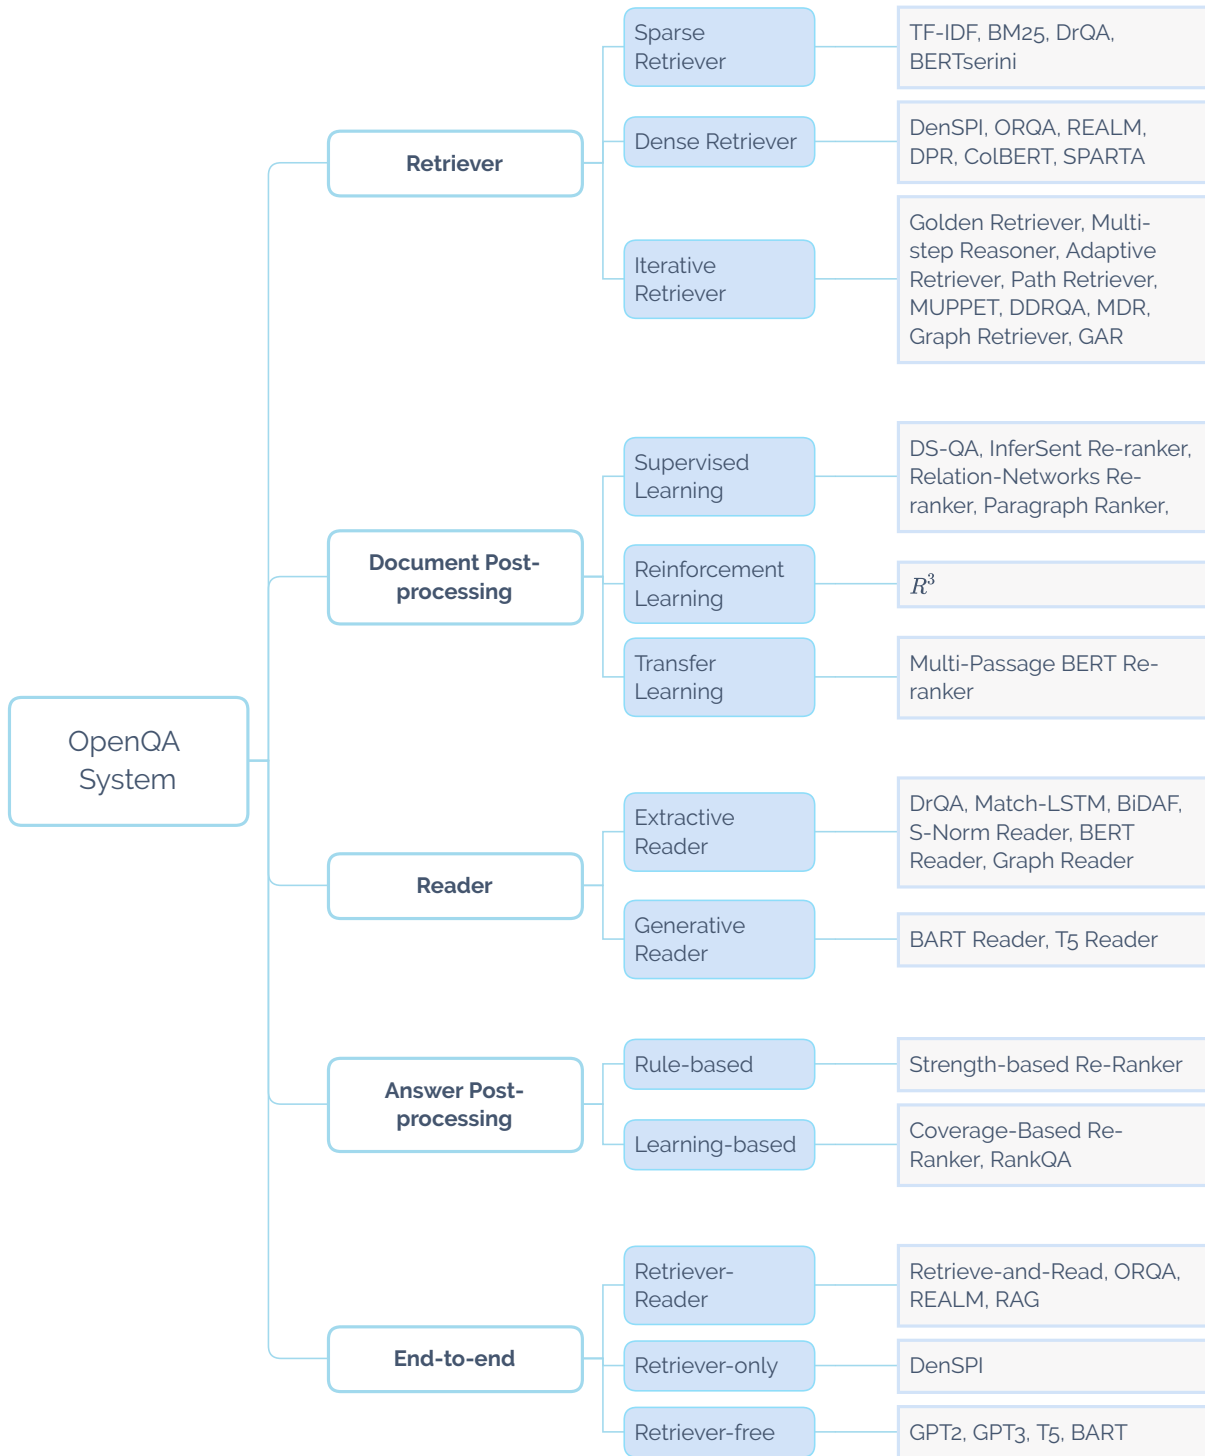 OpenQA
System
Retriever
Sparse
Retriever
TF-IDF, BM25, DrQA,
BERTserini
Dense Retriever
DenSPI, ORQA, REALM,
DPR, ColBERT, SPARTA
Iterative
Retriever
Golden Retriever, Multi-
step Reasoner, Adaptive
Retriever, Path Retriever,
MUPPET, DDRQA, MDR,
Graph Retriever, GAR
Document Post-
processing
Supervised
Learning
DS-QA, InferSent Re-ranker,
Relation-Networks Re-
ranker, Paragraph Ranker,
Reinforcement
Learning
R³
Transfer
Learning
Multi-Passage BERT Re-
ranker
Reader
Extractive
Reader
DrQA, Match-LSTM, BiDAF,
S-Norm Reader, BERT
Reader, Graph Reader
Generative
Reader
BART Reader, T5 Reader
Answer Post-
processing
Rule-based
Strength-based Re-Ranker
Learning-based
Coverage-Based Re-
Ranker, RankQA
End-to-end
Retriever-
Reader
Retrieve-and-Read, ORQA,
REALM, RAG
Retriever-only
DenSPI
Retriever-free
GPT2, GPT3, T5, BART